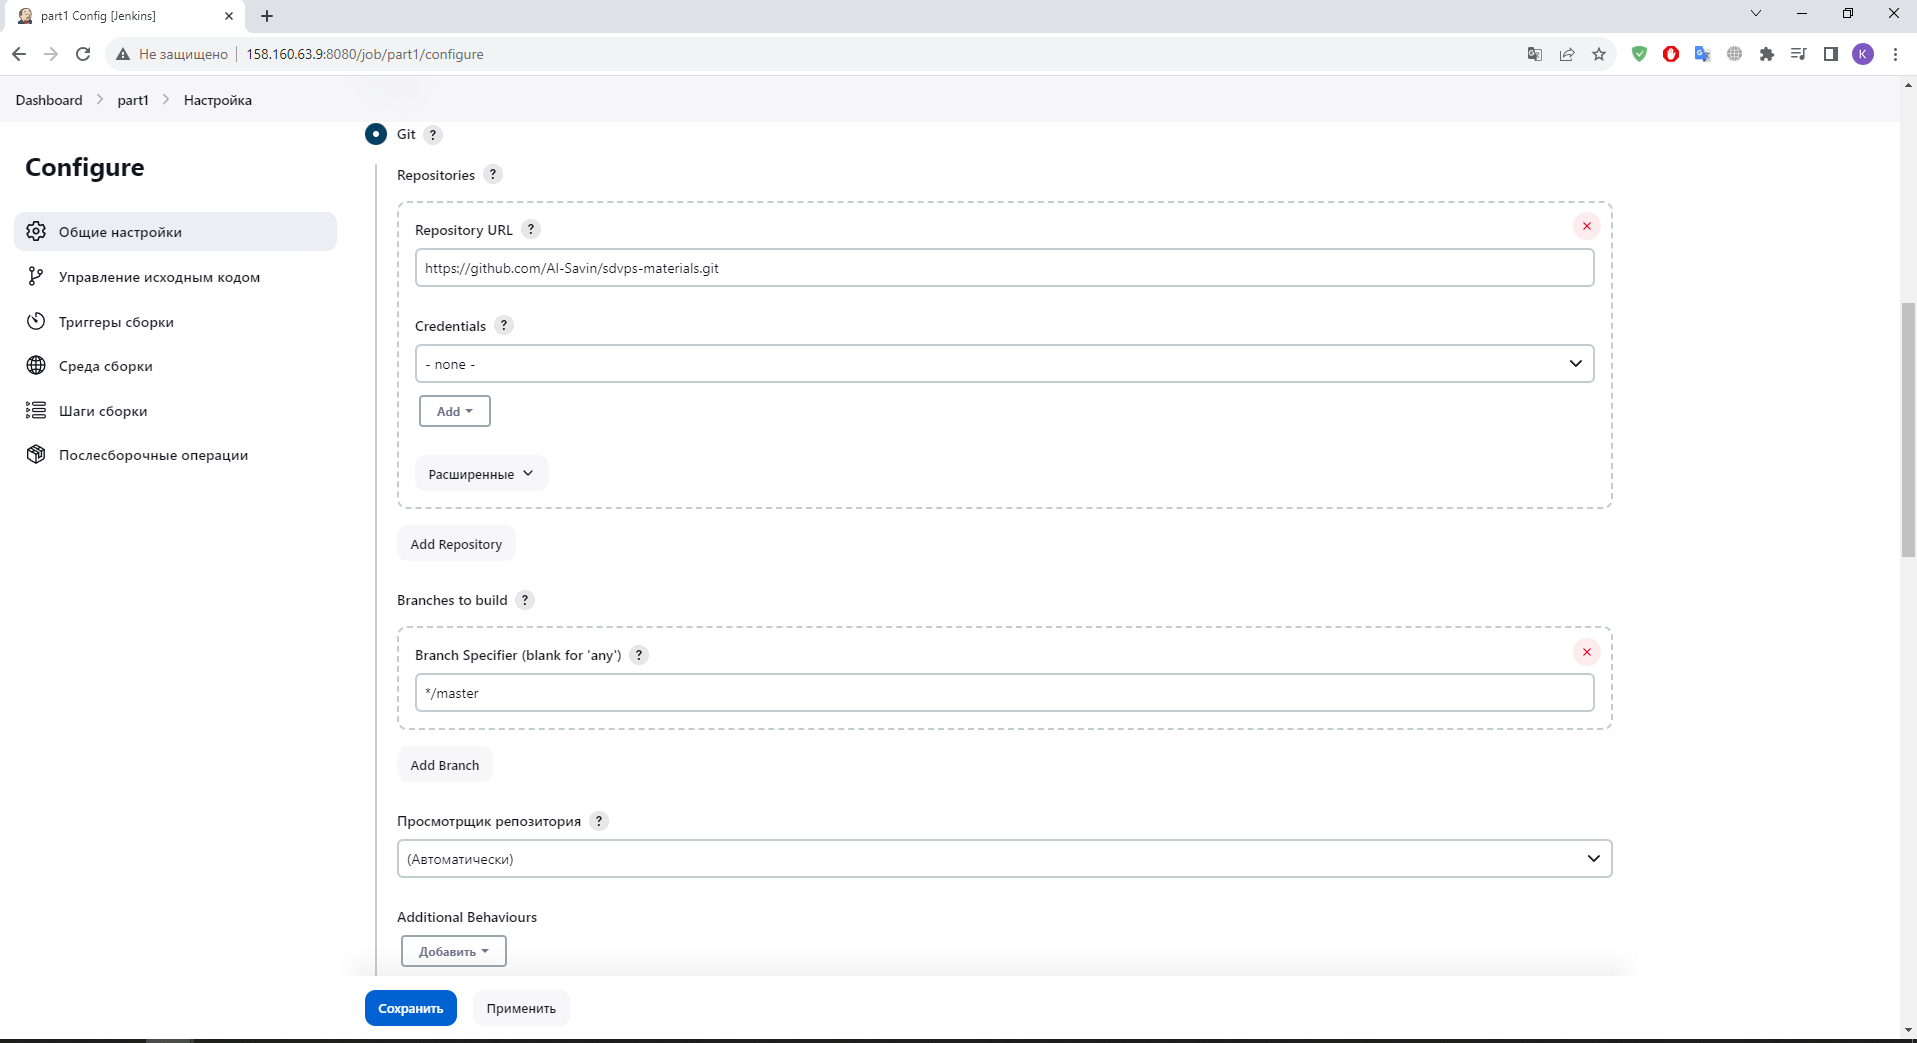 part1 Config [Jenkins]
Не защищено
158.160.63.9:8080/job/part1/configure
K
Dashboard
part1
Настройка
Configure
Общие настройки
Управление исходным кодом
Триггеры сборки
Среда сборки
Шаги сборки
Послесборочные операции
Git ?
Repositories ?
Repository URL ?
https://github.com/Al-Savin/sdvps-materials.git
Credentials ?
- none -
Add
Расширенные
Add Repository
Branches to build ?
Branch Specifier (blank for 'any') ?
*/master
Add Branch
Просмотрщик репозитория ?
(Автоматически)
Additional Behaviours
Добавить
Сохранить
Применить